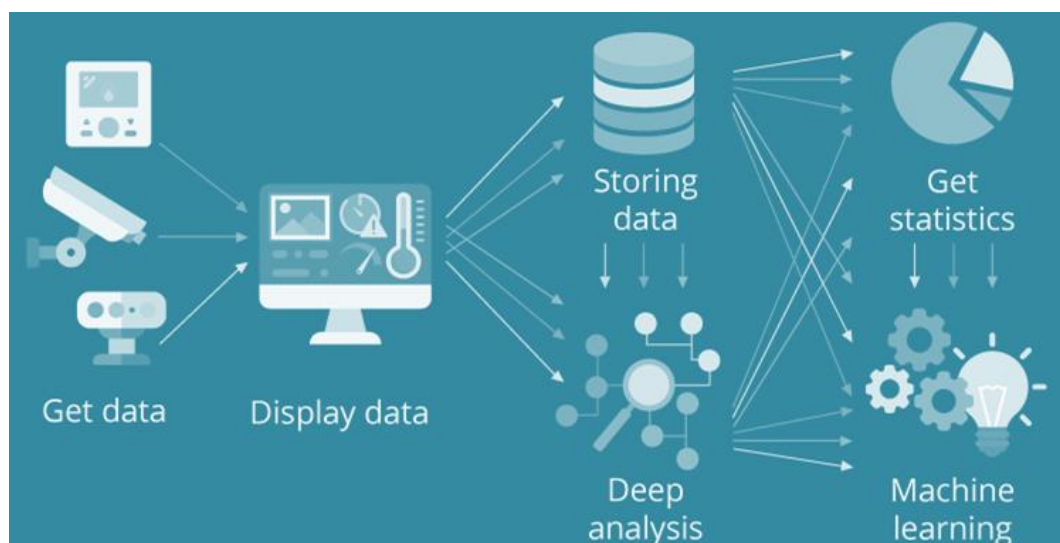 Get data
Display data
Storing
data
Deep
analysis
Get
statistics
Machine
learning